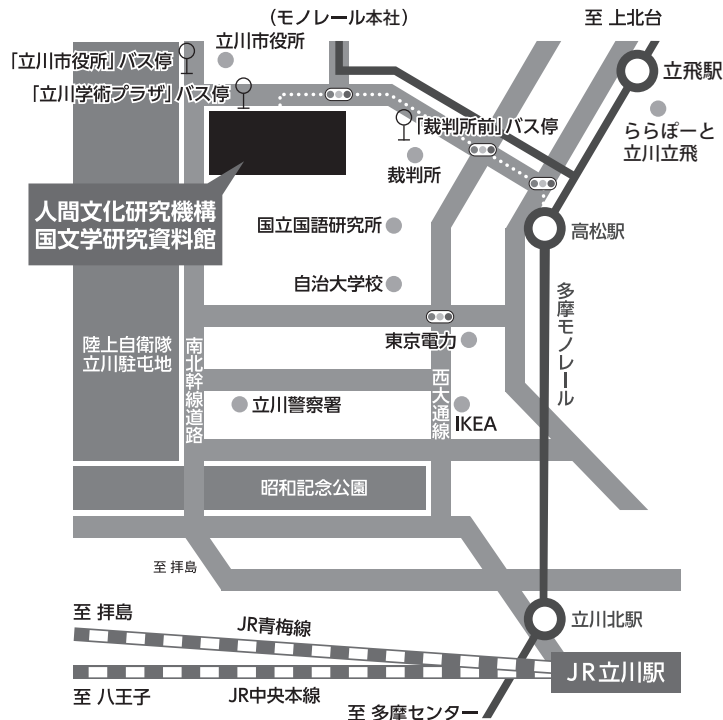 （モノレール本社）
至 上北台
立川市役所
「立川市役所」バス停
立飛駅
「立川学術プラザ」バス停
「裁判所前」バス停
ららぽーと
立川立飛
裁判所
人間文化研究機構
国文学研究資料館
国立国語研究所
高松駅
自治大学校
多摩モノレール
陸上自衛隊
立川駐屯地
南北幹線道路
東京電力
西大通線
立川警察署
IKEA
昭和記念公園
至 拝島
至 拝島
JR青梅線
立川北駅
JR立川駅
至 八王子
JR中央本線
至 多摩センター